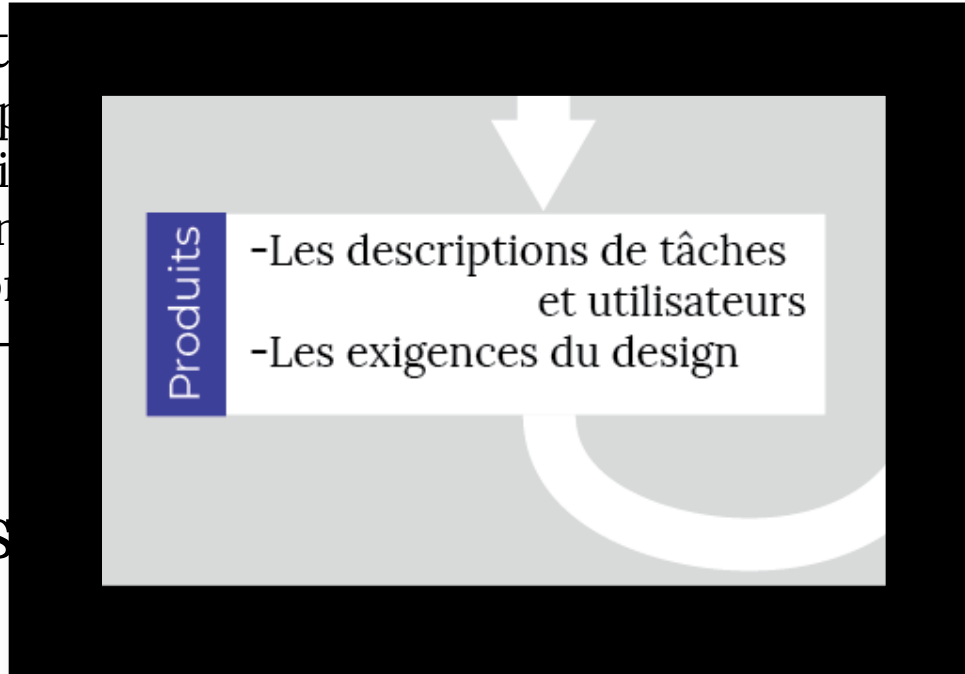 Produits
-Les descriptions de tâches
et utilisateurs
-Les exigences du design